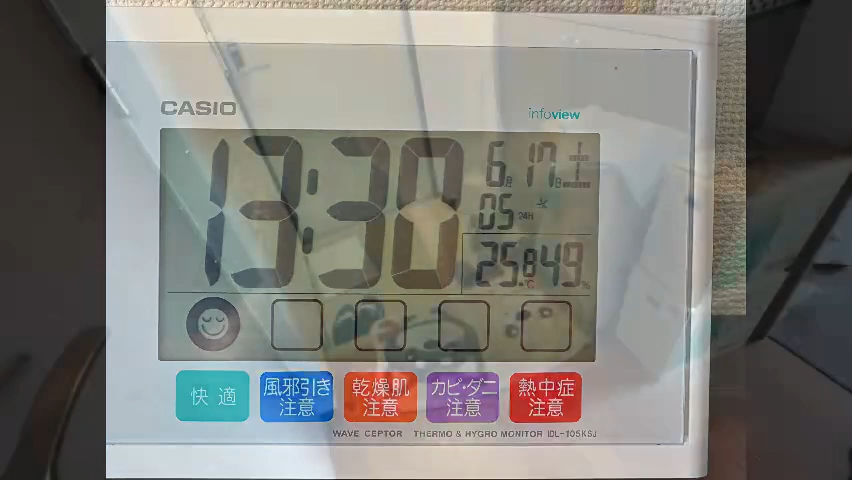 CASIO
infoview
13:30
6月 17日 土
05 24H
25.8℃ 49%
快適
風邪引き
注意
乾燥肌
注意
カビ・ダニ
注意
熱中症
注意
WAVE CEPTOR THERMO & HYGRO MONITOR IDL-105KSJ